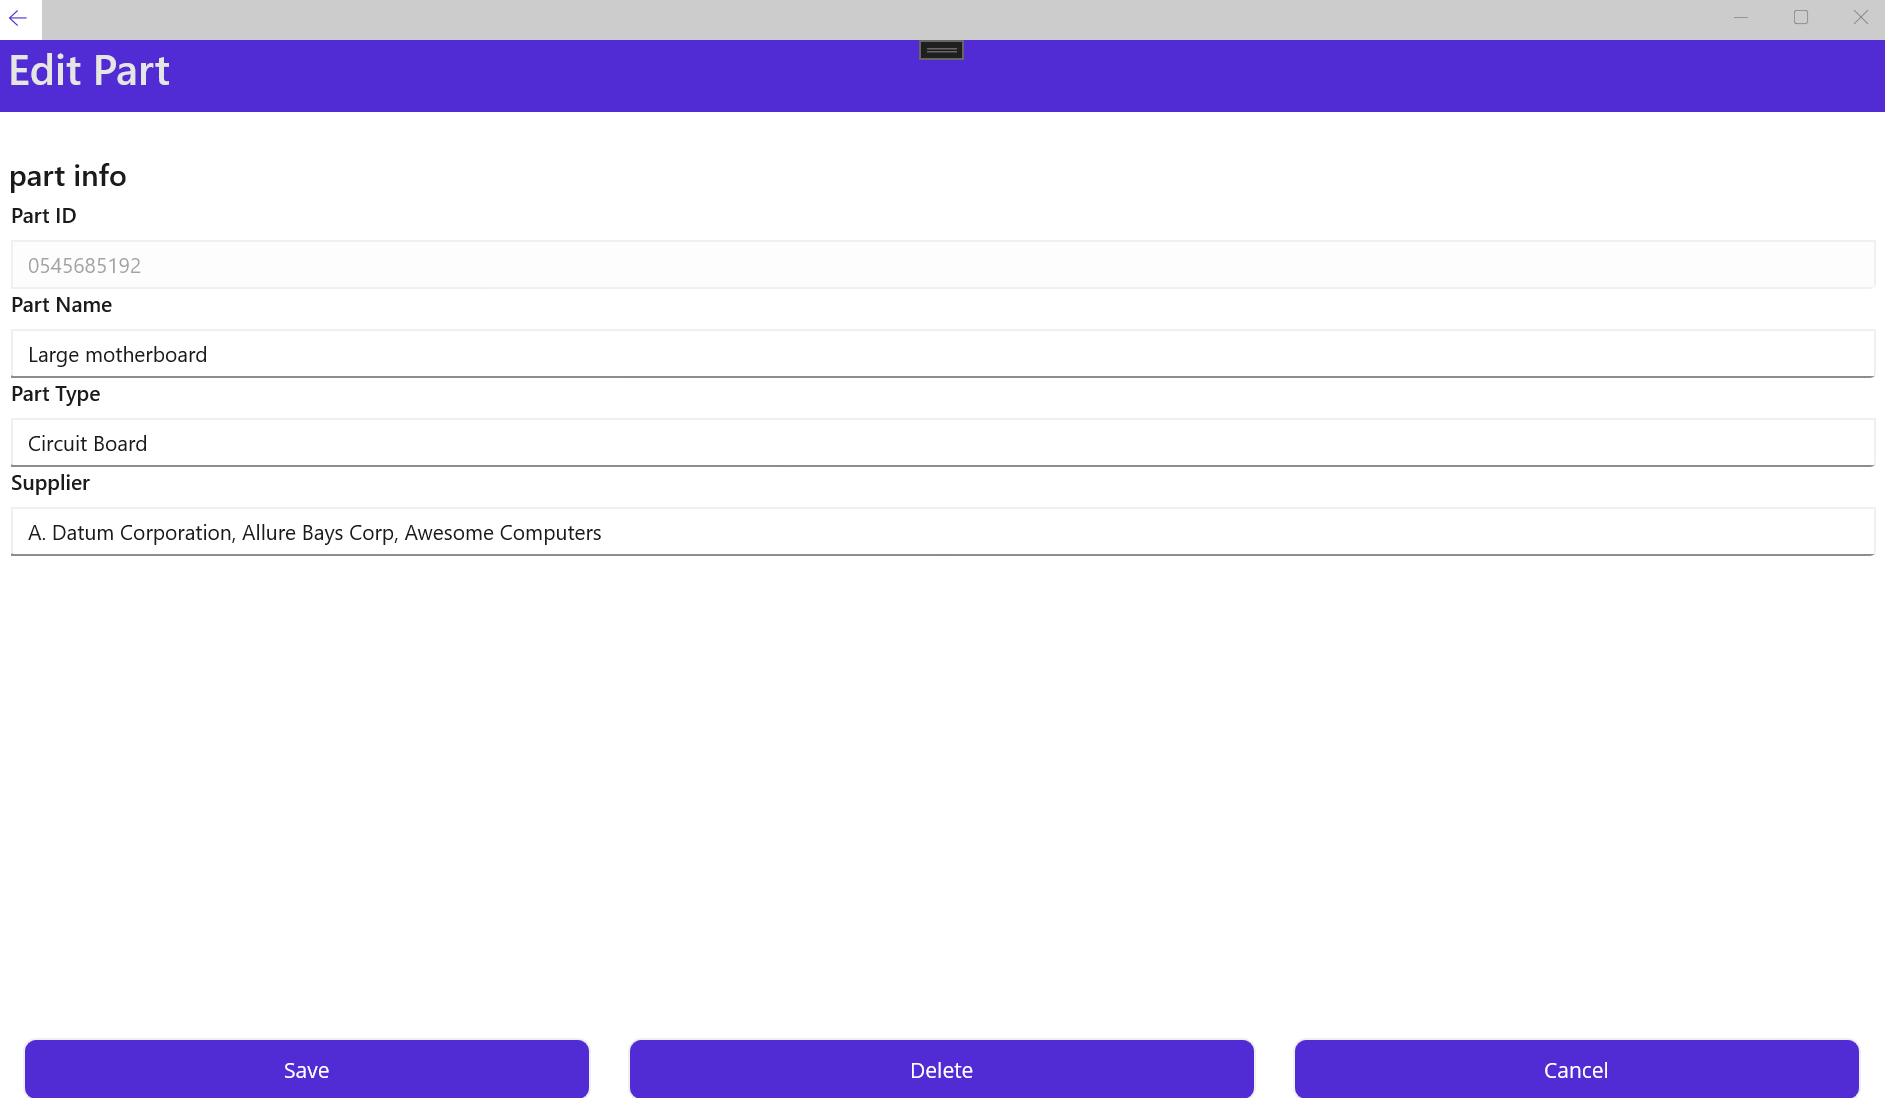 Edit Part
part info
Part ID
0545685192
Part Name
Large motherboard
Part Type
Circuit Board
Supplier
A. Datum Corporation, Allure Bays Corp, Awesome Computers
Save Delete Cancel